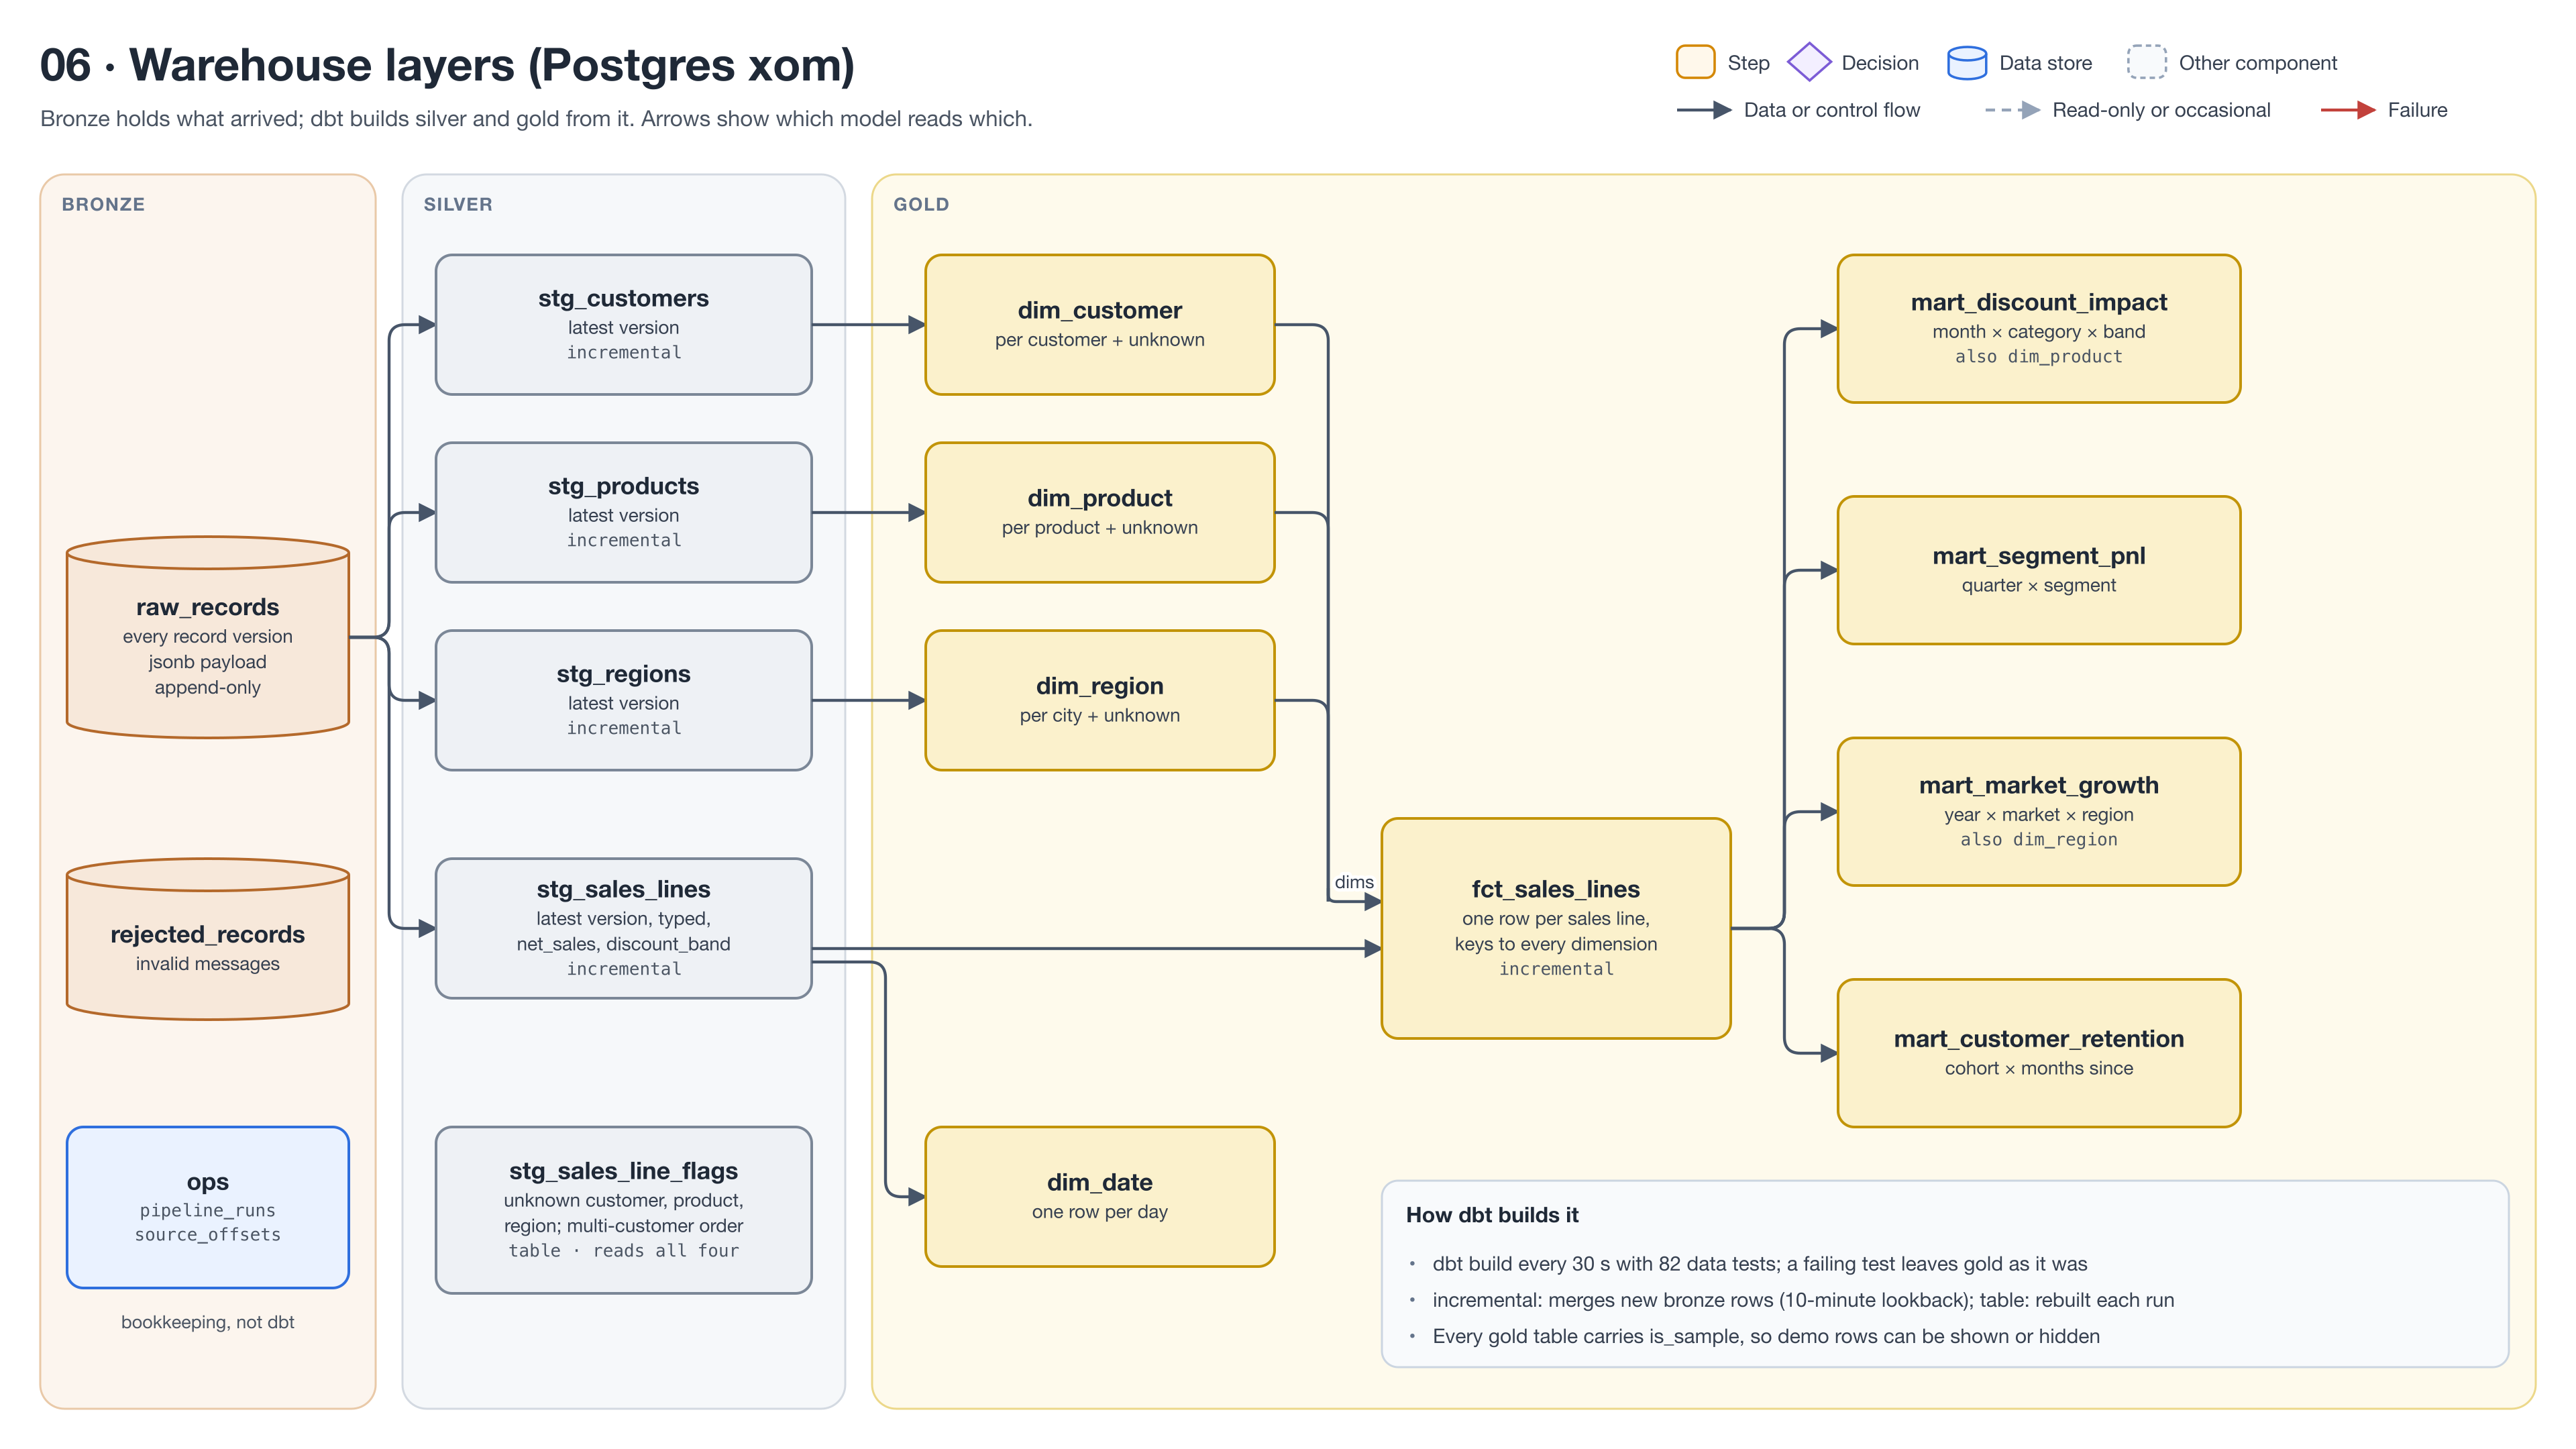 06 · Warehouse layers (Postgres xom)
Bronze holds what arrived; dbt builds silver and gold from it. Arrows show which model reads which.
Step
Decision
Data store
Other component
Data or control flow
Read-only or occasional
Failure
BRONZE
raw_records
every record version
jsonb payload
append-only
rejected_records
invalid messages
ops
pipeline_runs
source_offsets
bookkeeping, not dbt
SILVER
stg_customers
latest version
incremental
stg_products
latest version
incremental
stg_regions
latest version
incremental
stg_sales_lines
latest version, typed,
net_sales, discount_band
incremental
stg_sales_line_flags
unknown customer, product,
region; multi-customer order
table · reads all four
GOLD
dim_customer
per customer + unknown
dim_product
per product + unknown
dim_region
per city + unknown
dim_date
one row per day
dims
fct_sales_lines
one row per sales line,
keys to every dimension
incremental
mart_discount_impact
month × category × band
also dim_product
mart_segment_pnl
quarter × segment
mart_market_growth
year × market × region
also dim_region
mart_customer_retention
cohort × months since
How dbt builds it
• dbt build every 30 s with 82 data tests; a failing test leaves gold as it was
• incremental: merges new bronze rows (10-minute lookback); table: rebuilt each run
• Every gold table carries is_sample, so demo rows can be shown or hidden